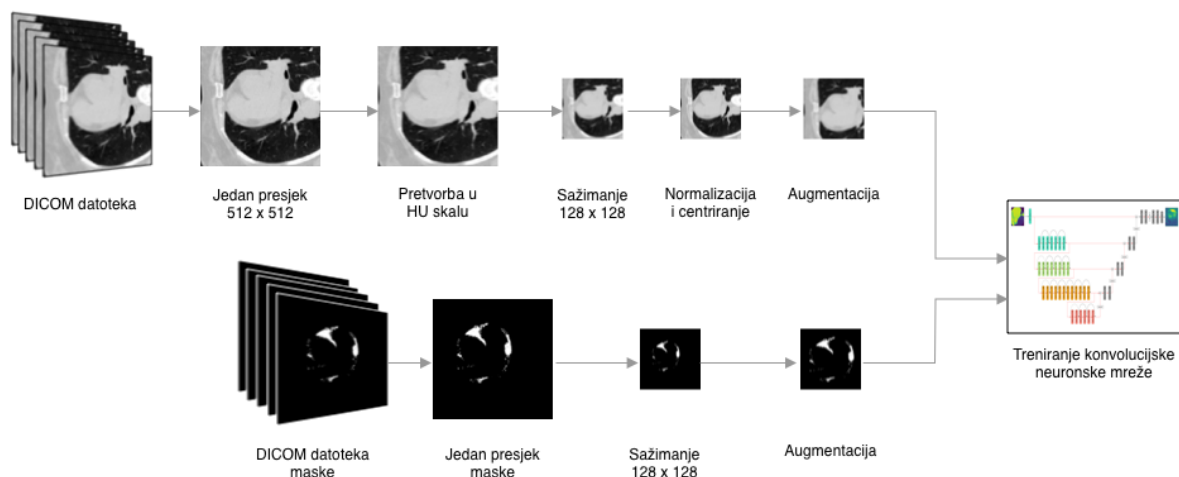 DICOM datoteka
Jedan presjek
512 x 512
Pretvorba u
HU skalu
Sažimanje
128 x 128
Normalizacija
i centriranje
Augmentacija
DICOM datoteka
maske
Jedan presjek
maske
Sažimanje
128 x 128
Augmentacija
Treniranje konvolucijske
neuronske mreže